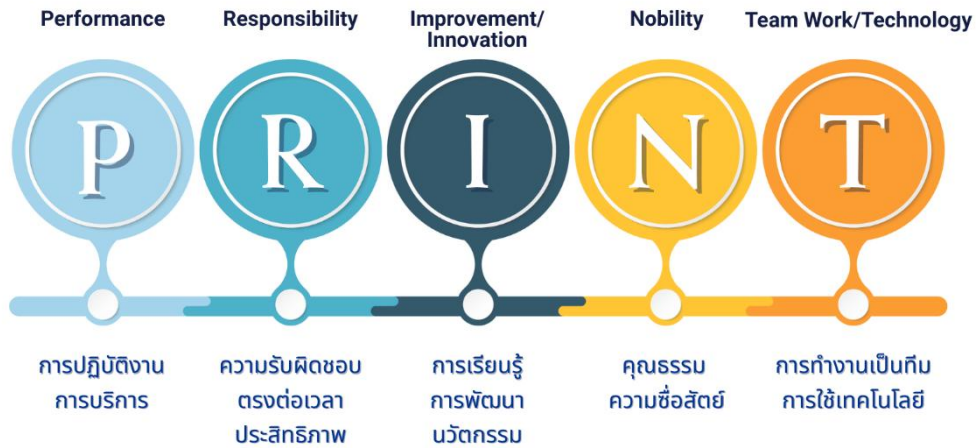 Performance
Responsibility
Improvement/
Innovation
Nobility
Team Work/Technology
P
R
I
N
T
การปฏิบัติงาน
การบริการ
ความรับผิดชอบ
ตรงต่อเวลา
ประสิทธิภาพ
การเรียนรู้
การพัฒนา
นวัตกรรม
คุณธรรม
ความซื่อสัตย์
การทำงานเป็นทีม
การใช้เทคโนโลยี